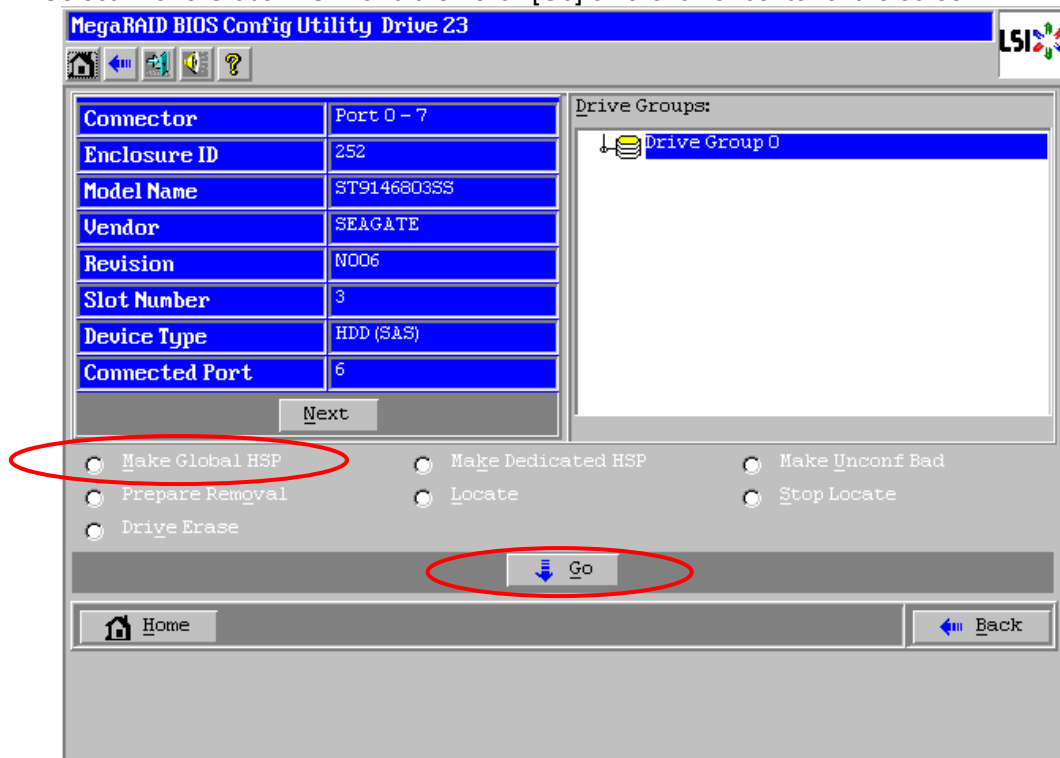 MegaRAID BIOS Config Utility Drive 23
LSI
Connector Port 0 – 7
Enclosure ID 252
Model Name ST9146803SS
Vendor SEAGATE
Revision N006
Slot Number 3
Device Type HDD (SAS)
Connected Port 6
Next
Drive Groups:
Drive Group 0
Make Global HSP Make Dedicated HSP Make Unconf Bad
Prepare Removal Locate Stop Locate
Drive Erase
Go
Home Back